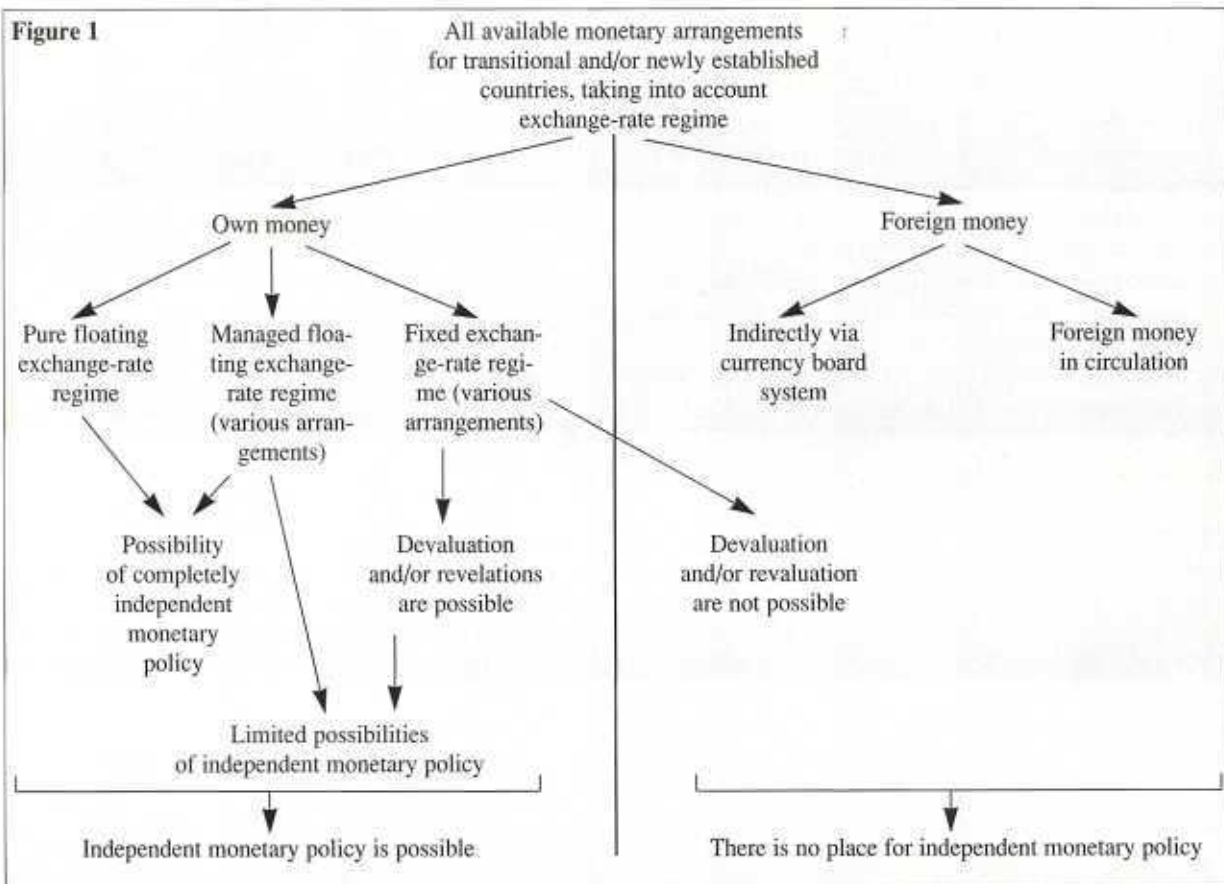 Figure 1
All available monetary arrangements
for transitional and/or newly established
countries, taking into account
exchange-rate regime
Own money
Foreign money
Pure floating
exchange-rate
regime
Managed floa-
ting exchange-
rate regime
(various arran-
gements)
Fixed exchan-
ge-rate regi-
me (various
arrangements)
Indirectly via
currency board
system
Foreign money
in circulation
Possibility
of completely
independent
monetary
policy
Devaluation
and/or revelations
are possible
Devaluation
and/or revaluation
are not possible
Limited possibilities
of independent monetary policy
Independent monetary policy is possible
There is no place for independent monetary policy